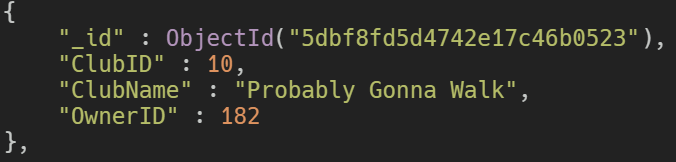 {
"_id" : ObjectId("5dbf8fd5d4742e17c46b0523"),
"ClubID" : 10,
"ClubName" : "Probably Gonna Walk",
"OwnerID" : 182
},